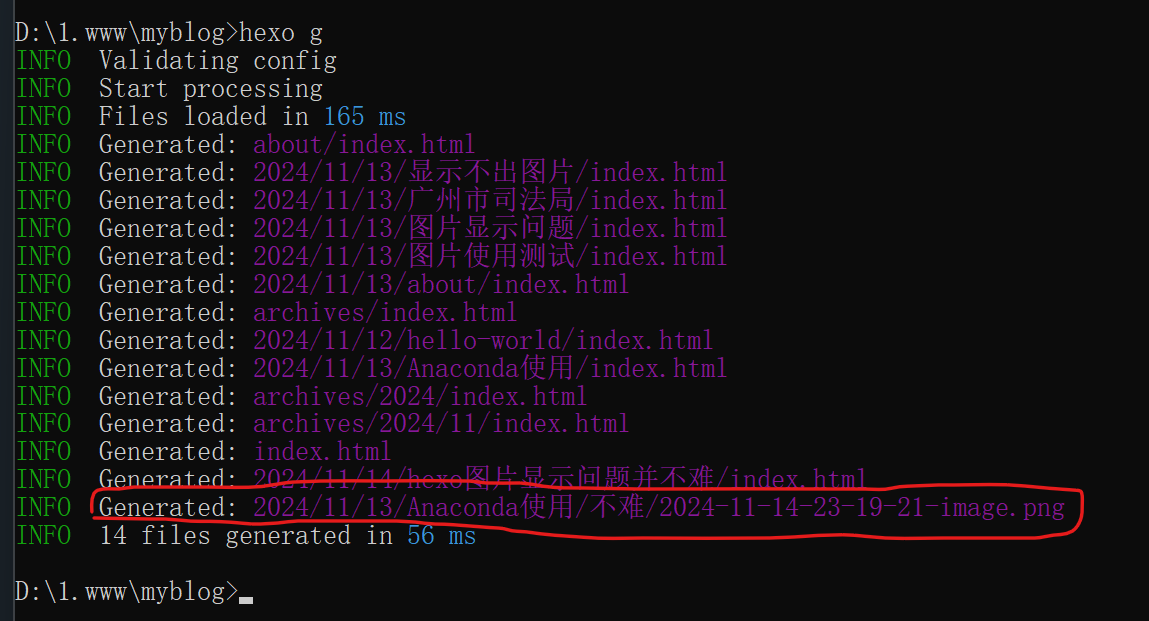 D:\1.www\myblog>hexo g
INFO  Validating config
INFO  Start processing
INFO  Files loaded in 165 ms
INFO  Generated: about/index.html
INFO  Generated: 2024/11/13/显示不出图片/index.html
INFO  Generated: 2024/11/13/广州市司法局/index.html
INFO  Generated: 2024/11/13/图片显示问题/index.html
INFO  Generated: 2024/11/13/图片使用测试/index.html
INFO  Generated: 2024/11/13/about/index.html
INFO  Generated: archives/index.html
INFO  Generated: 2024/11/12/hello-world/index.html
INFO  Generated: 2024/11/13/Anaconda使用/index.html
INFO  Generated: archives/2024/index.html
INFO  Generated: archives/2024/11/index.html
INFO  Generated: index.html
INFO  Generated: 2024/11/14/hexo图片显示问题并不难/index.html
INFO  Generated: 2024/11/13/Anaconda使用/不难/2024-11-14-23-19-21-image.png
INFO  14 files generated in 56 ms
D:\1.www\myblog>